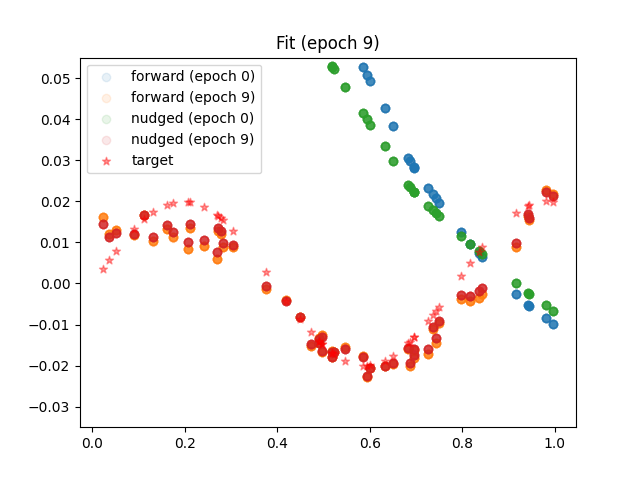 Fit (epoch 9)
forward (epoch 0)
forward (epoch 9)
nudged (epoch 0)
nudged (epoch 9)
target
0.05
0.04
0.03
0.02
0.01
0.00
−0.01
−0.02
−0.03
0.0 0.2 0.4 0.6 0.8 1.0